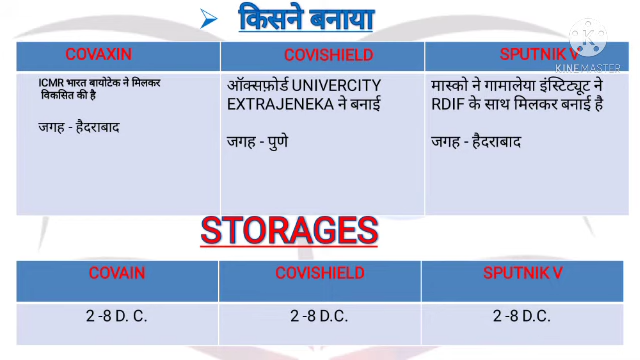 किसने बनाया
COVAXIN COVISHIELD SPUTNIK V
ICMR भारत बायोटेक ने मिलकर
विकसित की है
जगह - हैदराबाद
ऑक्सफ़ोर्ड UNIVERCITY
EXTRAJENEKA ने बनाई
जगह - पुणे
मास्को ने गामालेया इंस्टिट्यूट ने
RDIF के साथ मिलकर बनाई है
जगह - हैदराबाद
STORAGES
COVAIN COVISHIELD SPUTNIK V
2 -8 D. C. 2 -8 D.C. 2 -8 D.C.
KINEMASTER